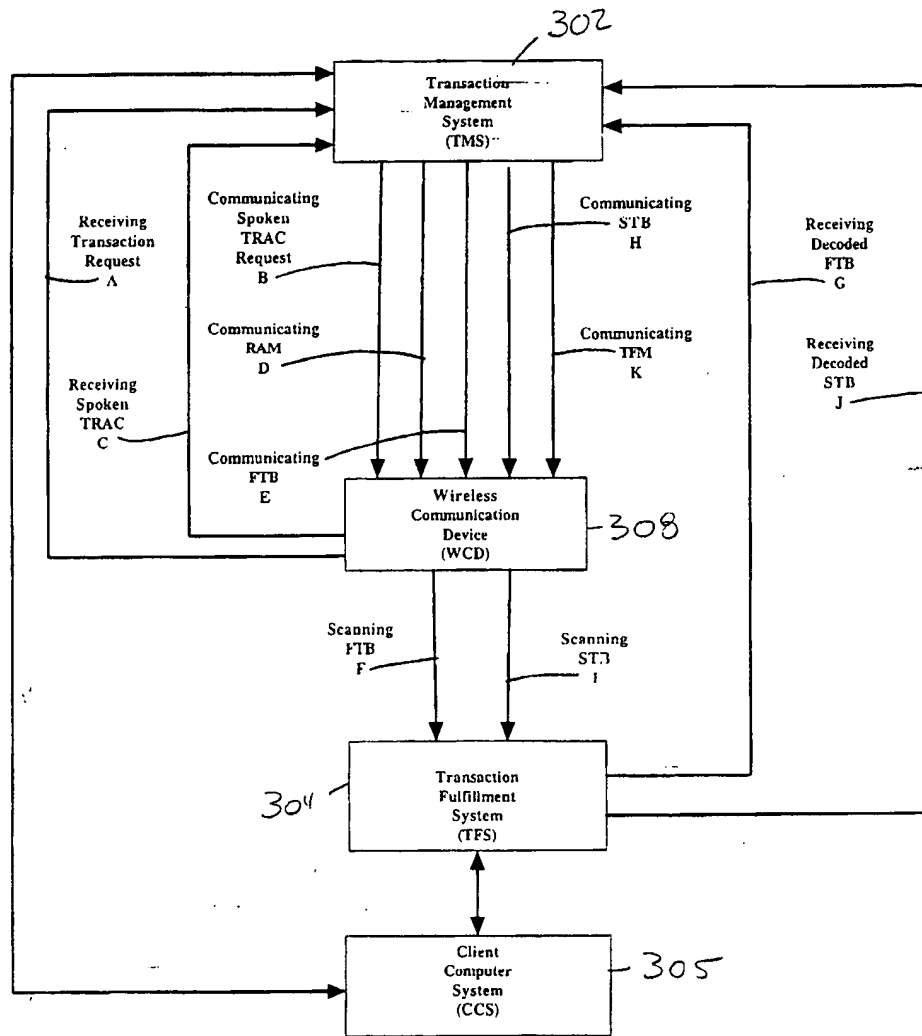 302
Transaction
Management
System
(TMS)
Receiving
Transaction
Request
A
Communicating
Spoken
TRAC
Request
B
Communicating
STB
H
Receiving
Decoded
FTB
G
Communicating
RAM
D
Communicating
TFM
K
Receiving
Decoded
STB
J
Receiving
Spoken
TRAC
C
Communicating
FTB
E
Wireless
Communication
Device
(WCD)
308
Scanning
FTB
F
Scanning
STB
I
304
Transaction
Fulfillment
System
(TFS)
Client
Computer
System
(CCS)
305